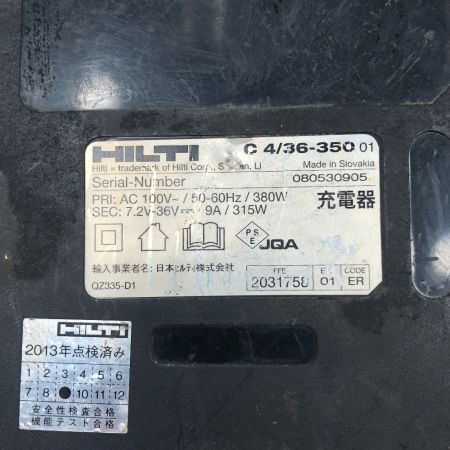 HILTI C 4/36-350 01
Hilti = trademark of Hilti Corp., Schaan, LI Made in Slovakia
Serial-Number 080530905
PRI: AC 100V~ / 50-60Hz / 380W
SEC: 7.2V-36V⎓ 9A / 315W 充電器
PSE JQA
輸入事業者名: 日本ヒルティ株式会社
QZ335-D1
2031758 01 CODE ER
HILTI
2013年点検済み
1 2 3 4 5 6
7 8 10 11 12
安全性検査合格
機能テスト合格